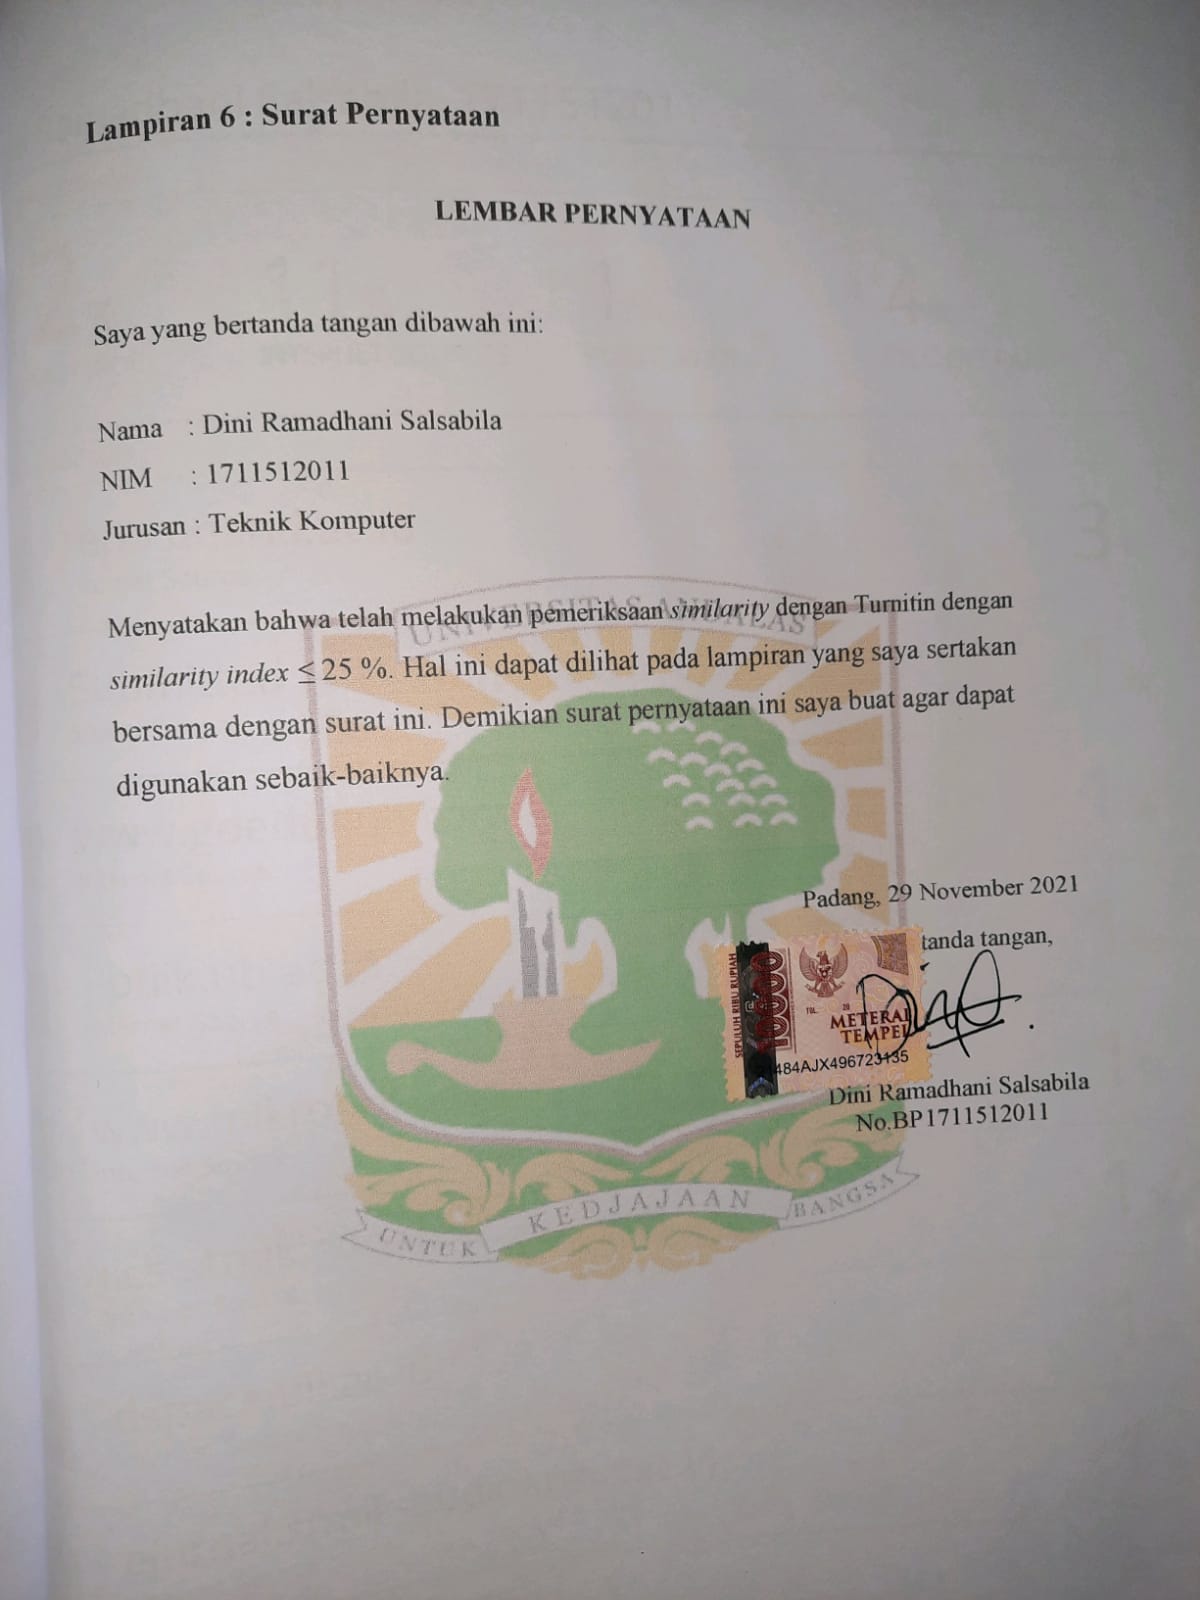 Lampiran 6 : Surat Pernyataan
LEMBAR PERNYATAAN
Saya yang bertanda tangan dibawah ini:
Nama : Dini Ramadhani Salsabila
NIM : 1711512011
Jurusan : Teknik Komputer
Menyatakan bahwa telah melakukan pemeriksaan similarity dengan Turnitin dengan
similarity index ≤ 25 %. Hal ini dapat dilihat pada lampiran yang saya sertakan
bersama dengan surat ini. Demikian surat pernyataan ini saya buat agar dapat
digunakan sebaik-baiknya.
UNIVERSITAS ANDALAS
Padang, 29 November 2021
tanda tangan,
SEPULUH RIBU RUPIAH
10000
TGL. 20
METERAI
TEMPEL
484AJX496723435
Dini Ramadhani Salsabila
No.BP1711512011
UNTUK KEDJAJAAN BANGSA